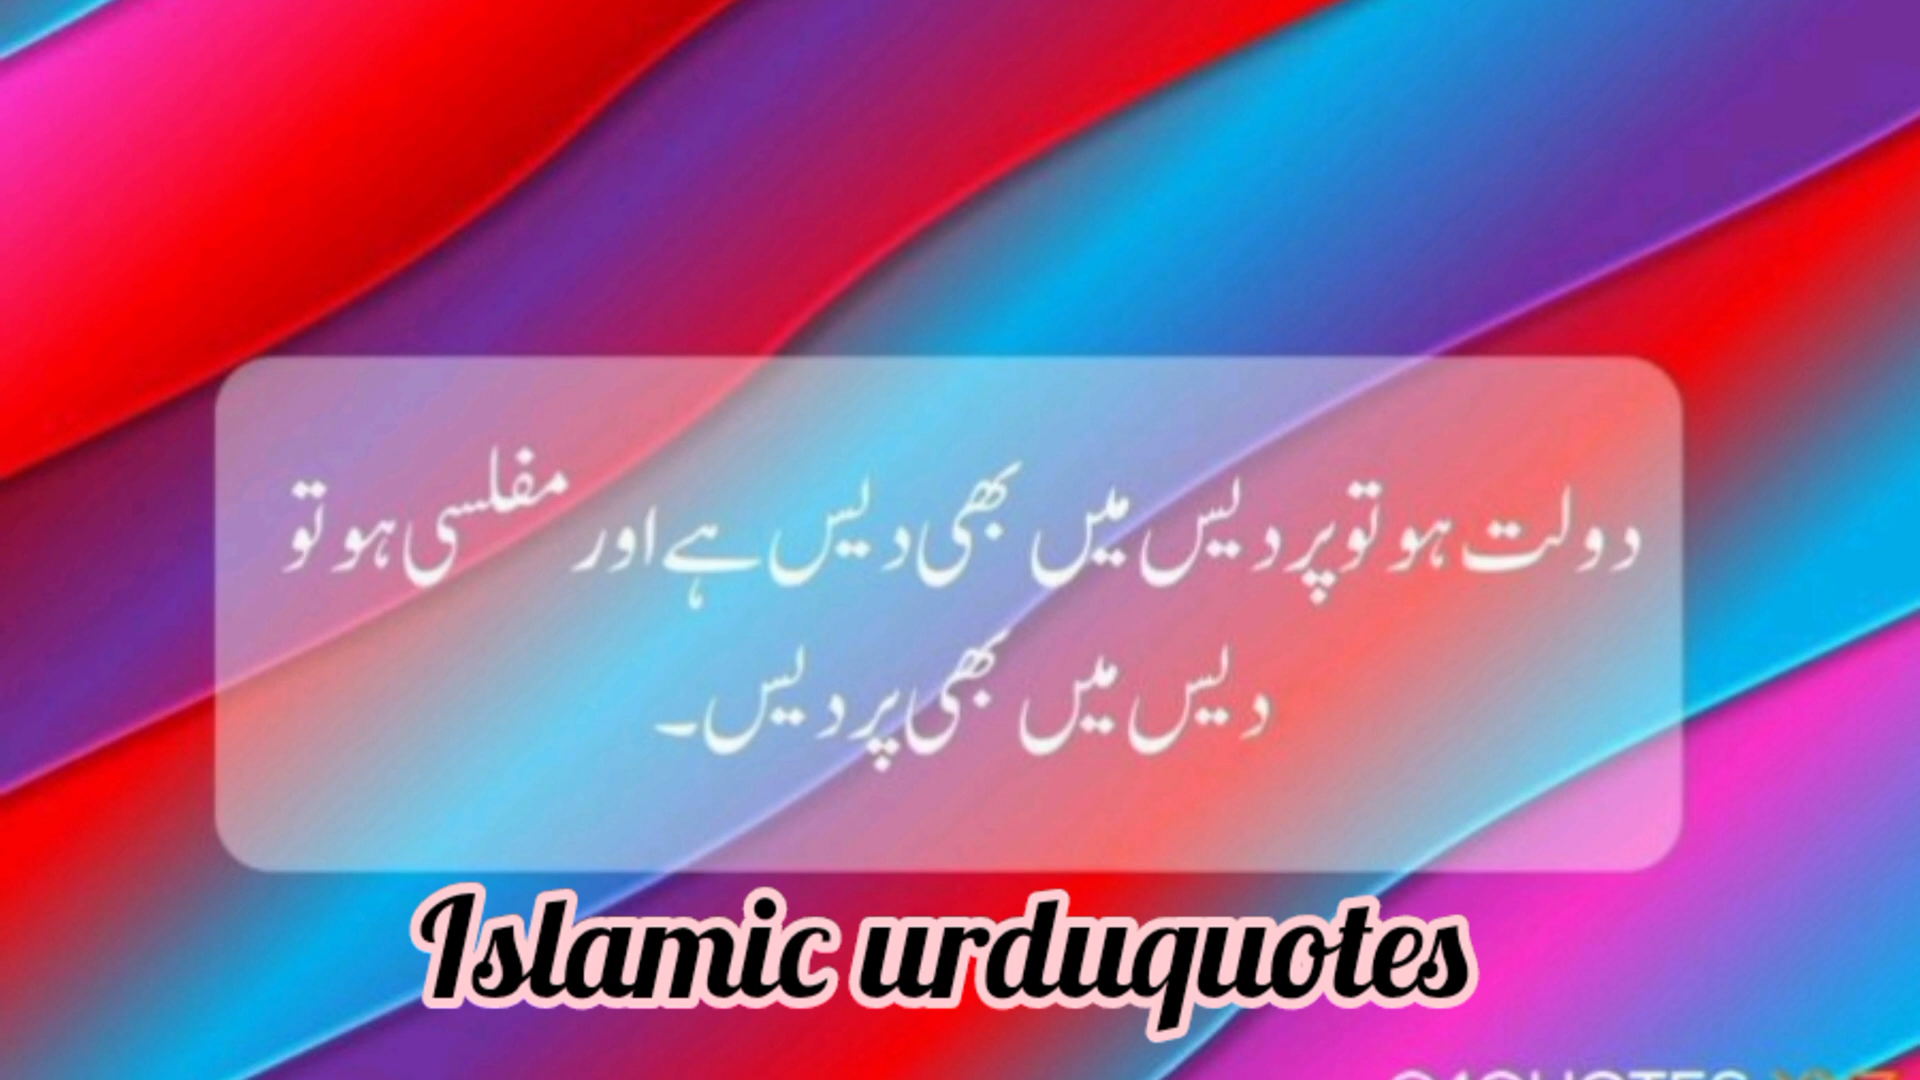 دولت ہو تو پردیس میں بھی دیس ہے اور مفلسی ہو تو
دیس میں بھی پردیس۔
Islamic urduquotes